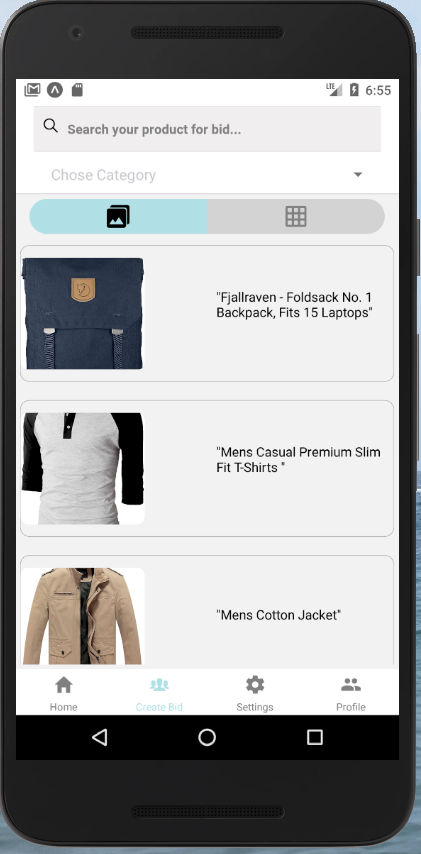 LTE 6:55
Search your product for bid...
Chose Category
"Fjallraven - Foldsack No. 1
Backpack, Fits 15 Laptops"
"Mens Casual Premium Slim
Fit T-Shirts "
"Mens Cotton Jacket"
Home Create Bid Settings Profile